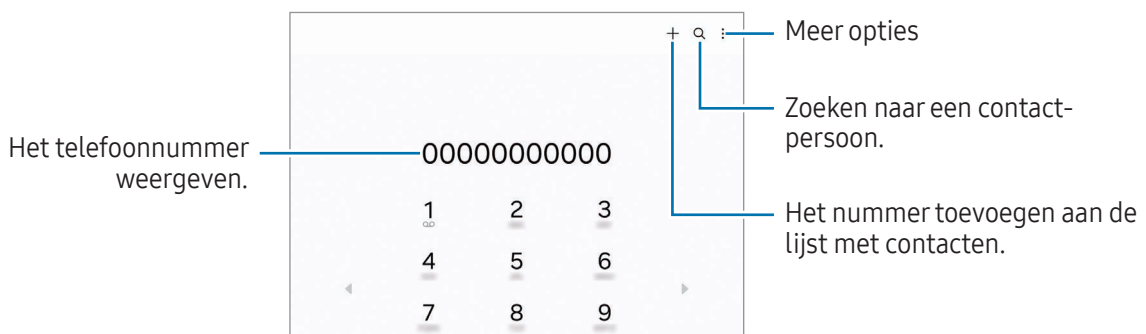 Meer opties
Zoeken naar een contact-
persoon.
Het telefoonnummer
weergeven.
00000000000
1 2 3
Het nummer toevoegen aan de
lijst met contacten.
4 5 6
7 8 9